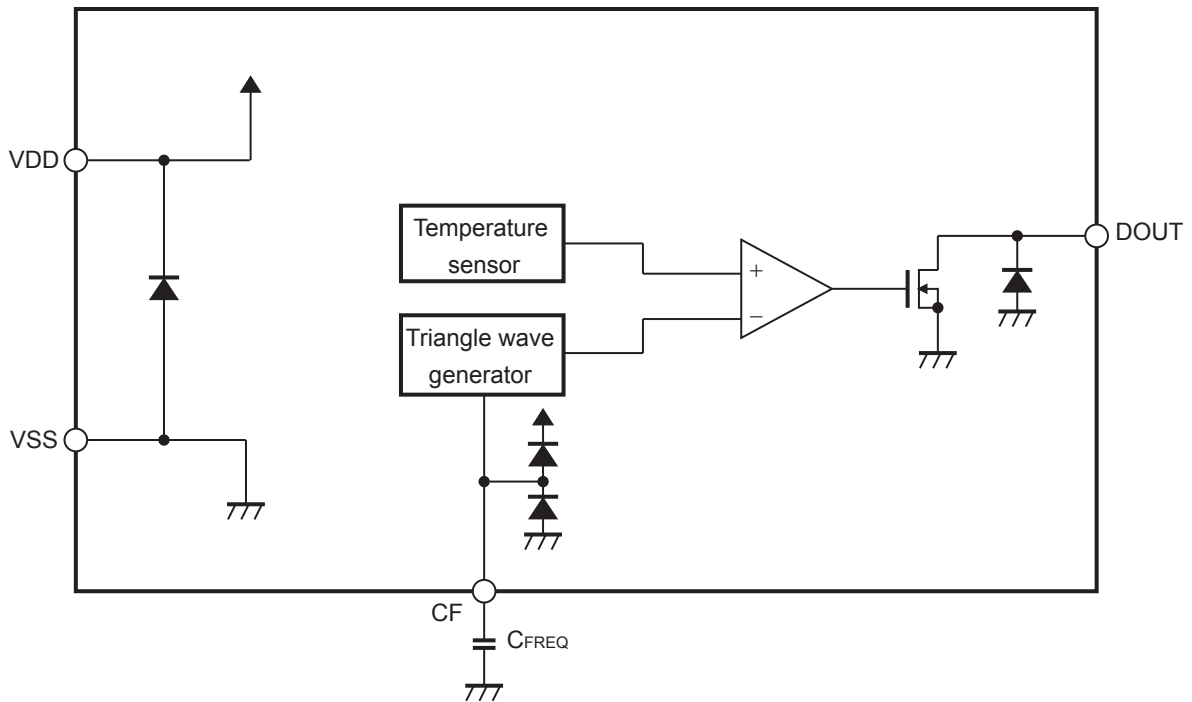 VDD
Temperature
sensor
+
−
DOUT
Triangle wave
generator
VSS
CF
CFREQ